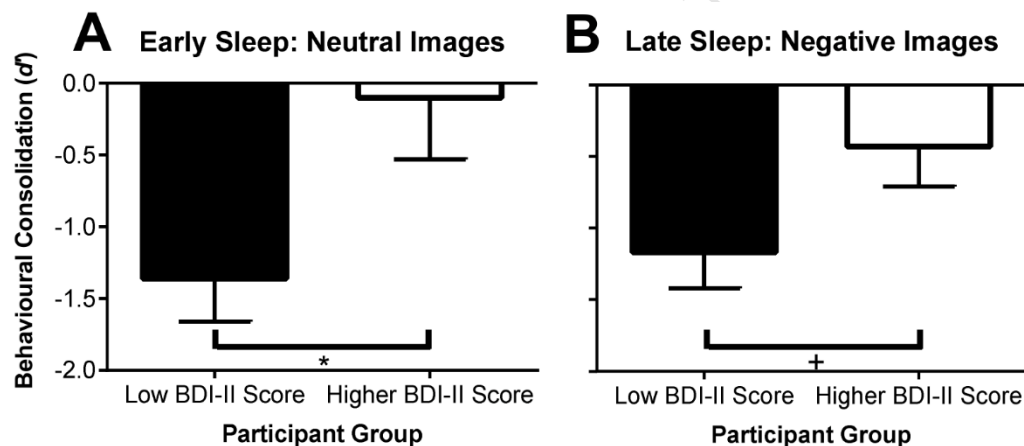 A Early Sleep: Neutral Images
Behavioural Consolidation (d')
0.0
-0.5
-1.0
-1.5
-2.0
*
Low BDI-II Score Higher BDI-II Score
Participant Group
B Late Sleep: Negative Images
+
Low BDI-II Score Higher BDI-II Score
Participant Group